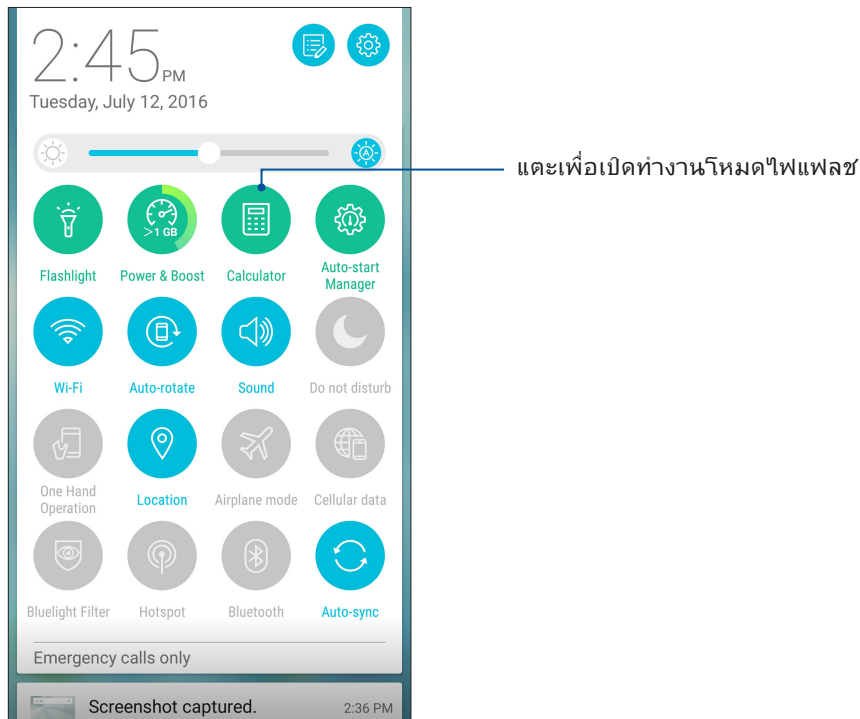 2:45 PM
Tuesday, July 12, 2016
A
แตะเพื่อเปิดทำงานโหมดไฟแฟลช
>1 GB
Flashlight Power & Boost Calculator Auto-start Manager
Wi-Fi Auto-rotate Sound Do not disturb
One Hand Operation Location Airplane mode Cellular data
Bluelight Filter Hotspot Bluetooth Auto-sync
Emergency calls only
Screenshot captured. 2:36 PM